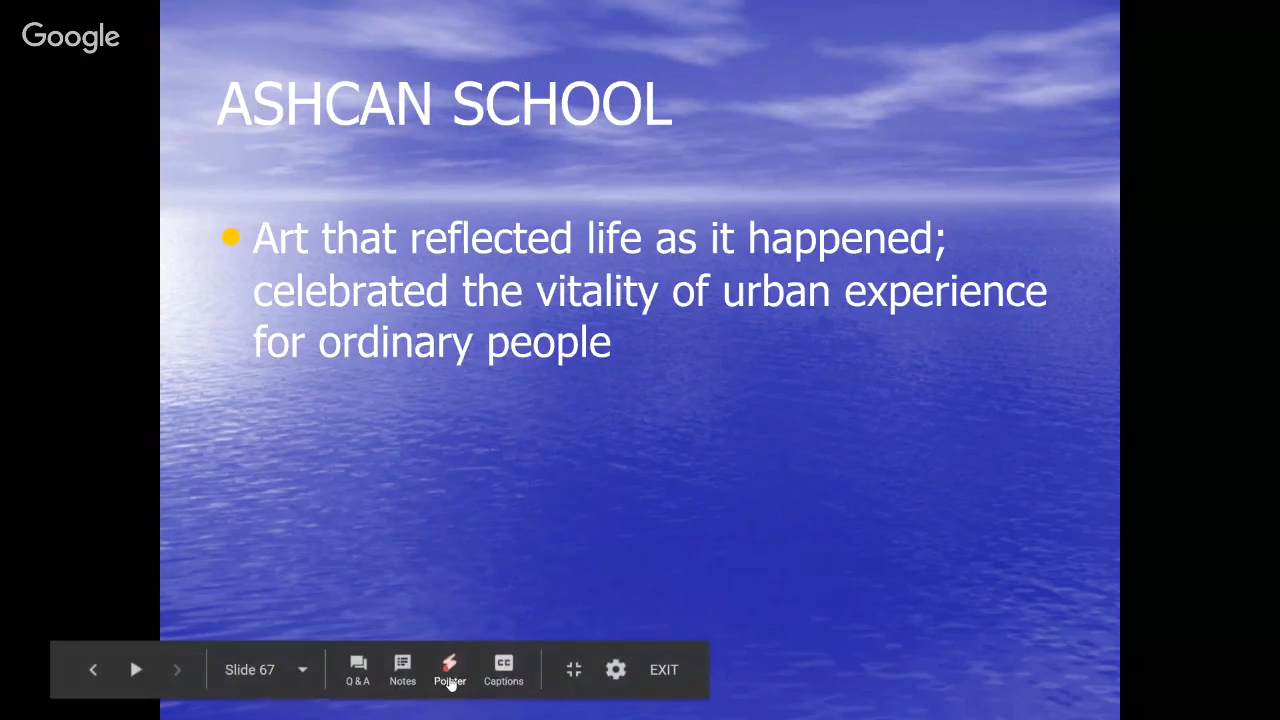 Google
ASHCAN SCHOOL
Art that reflected life as it happened;
celebrated the vitality of urban experience
for ordinary people
Slide 67
Q & A
Notes
Pointer
CC
Captions
EXIT